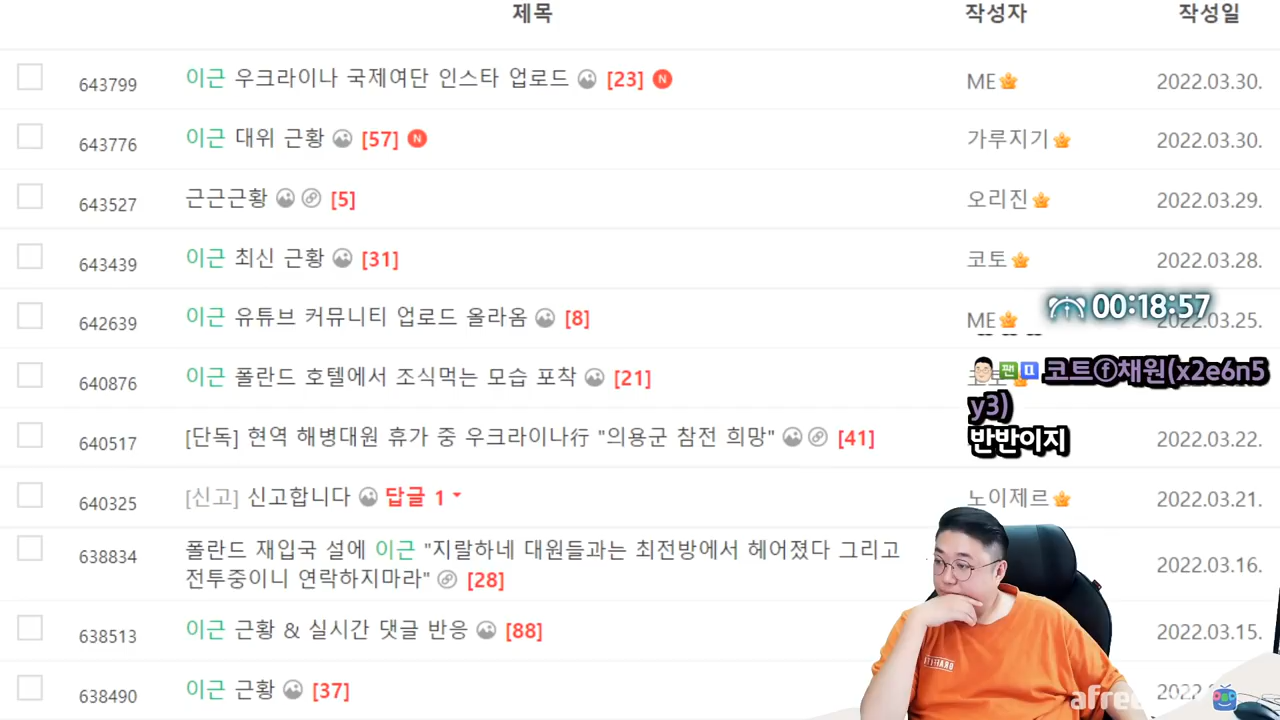 제목 작성자 작성일
643799 이근 우크라이나 국제여단 인스타 업로드 [23] N ME 2022.03.30.
643776 이근 대위 근황 [57] N 가루지기 2022.03.30.
643527 근근근황 [5] 오리진 2022.03.29.
643439 이근 최신 근황 [31] 코토 2022.03.28.
00:18:57
642639 이근 유튜브 커뮤니티 업로드 올라옴 [8] ME 2022.03.25.
640876 이근 폴란드 호텔에서 조식먹는 모습 포착 [21]
팬 코트ⓕ채원(x2e6n5
y3)
640517 [단독] 현역 해병대원 휴가 중 우크라이나行 "의용군 참전 희망" [41] 2022.03.22.
반반이지
640325 [신고] 신고합니다 답글 1 노이제르 2022.03.21.
638834 폴란드 재입국 설에 이근 "지랄하네 대원들과는 최전방에서 헤어졌다 그리고 2022.03.16.
전투중이니 연락하지마라" [28]
638513 이근 근황 & 실시간 댓글 반응 [88] 2022.03.15.
638490 이근 근황 [37]